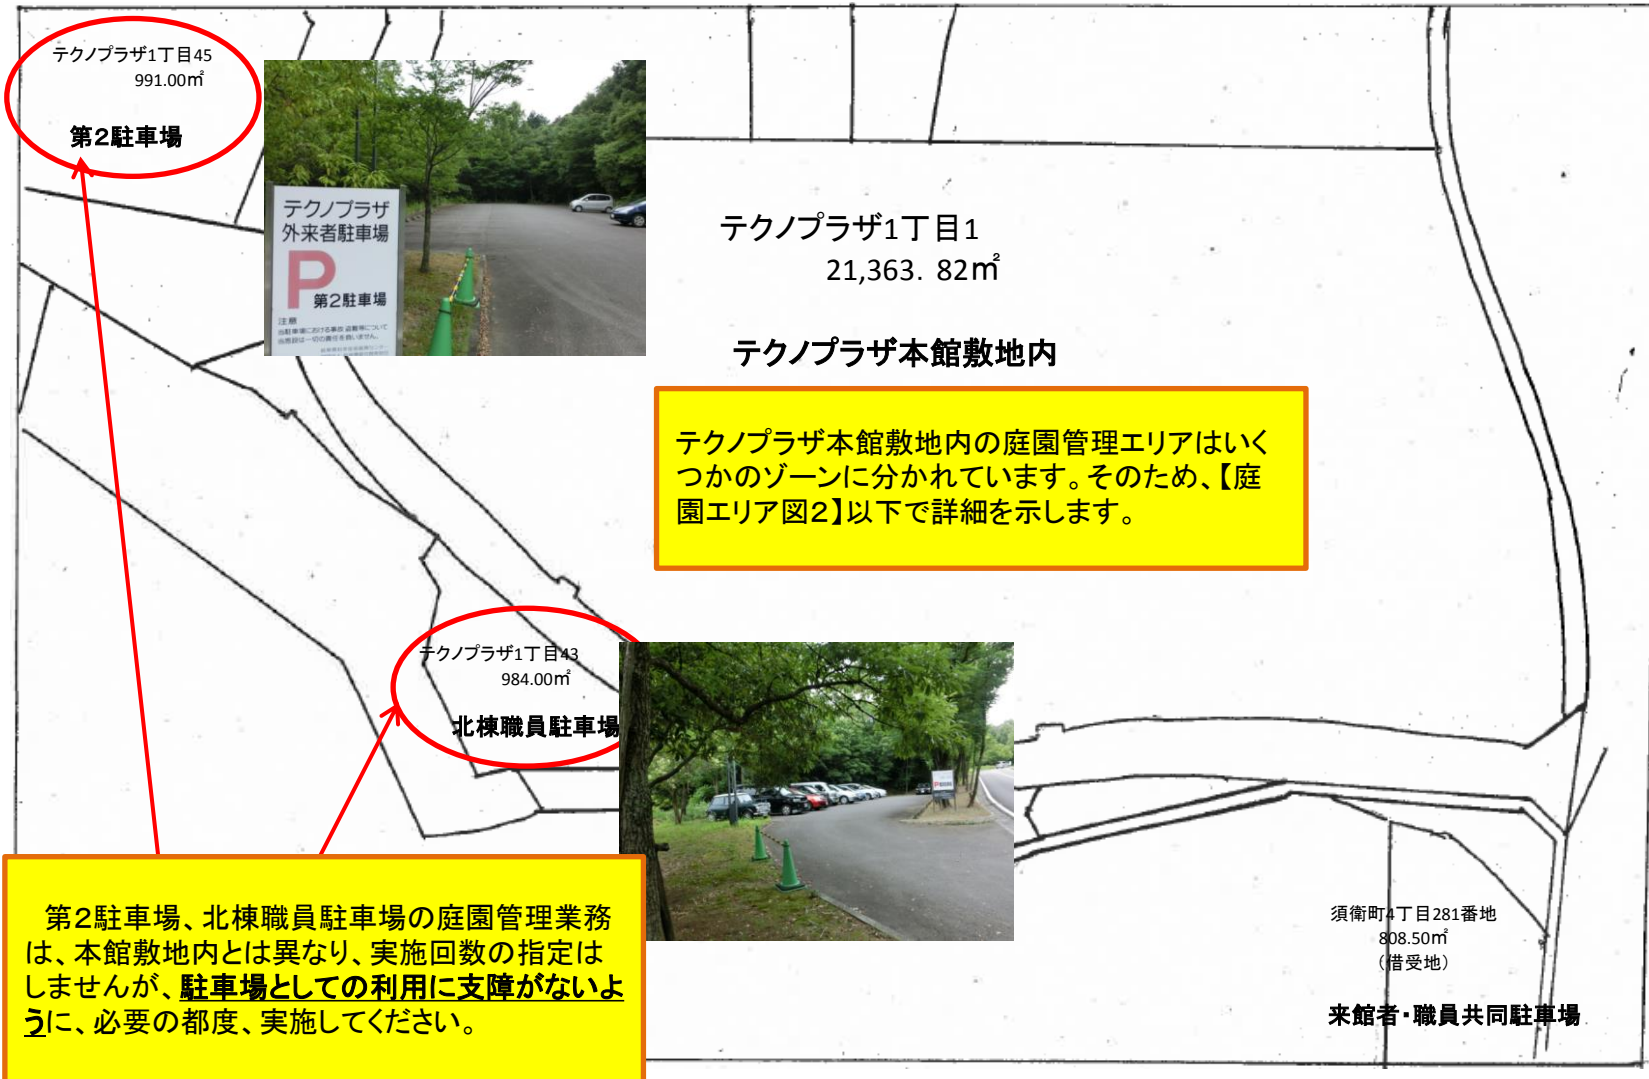 テクノプラザ1丁目45
991.00㎡
第2駐車場
テクノプラザ
外来者駐車場
P
第2駐車場
注意
テクノプラザ1丁目1
21,363. 82㎡
テクノプラザ本館敷地内
テクノプラザ本館敷地内の庭園管理エリアはいく
つかのゾーンに分かれています。そのため、【庭
園エリア図2】以下で詳細を示します。
テクノプラザ1丁目43
984.00㎡
北棟職員駐車場
P
第2駐車場、北棟職員駐車場の庭園管理業務
は、本館敷地内とは異なり、実施回数の指定は
しませんが、駐車場としての利用に支障がないよ
うに、必要の都度、実施してください。
須衛町4丁目281番地
808.50㎡
(借受地)
来館者・職員共同駐車場